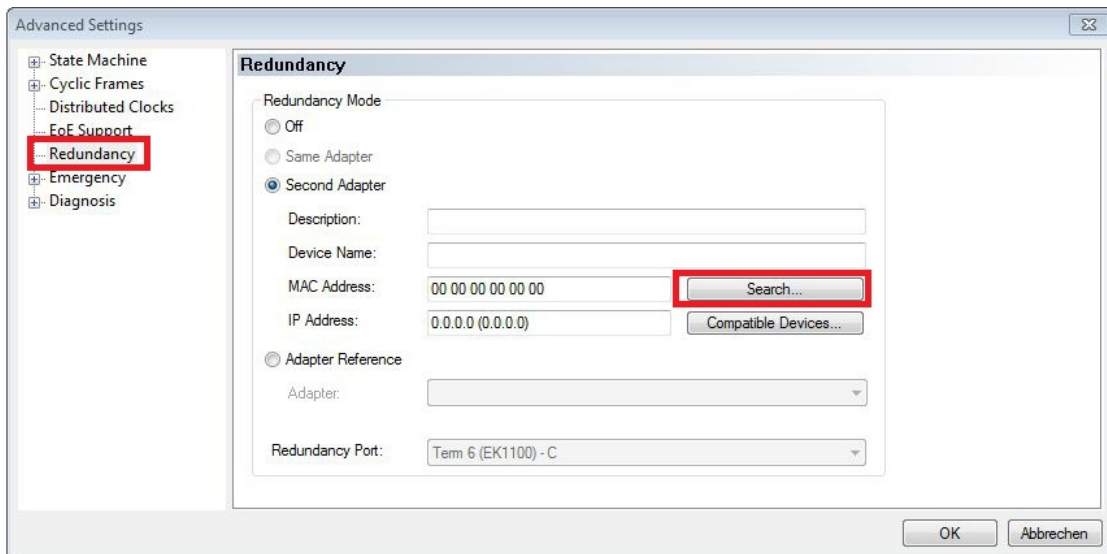 Advanced Settings
State Machine
Cyclic Frames
Distributed Clocks
EoE Support
Redundancy
Emergency
Diagnosis
Redundancy
Redundancy Mode
Off
Same Adapter
Second Adapter
Description:
Device Name:
MAC Address: 00 00 00 00 00 00 Search...
IP Address: 0.0.0.0 (0.0.0.0) Compatible Devices...
Adapter Reference
Adapter:
Redundancy Port: Term 6 (EK1100) - C
OK Abbrechen